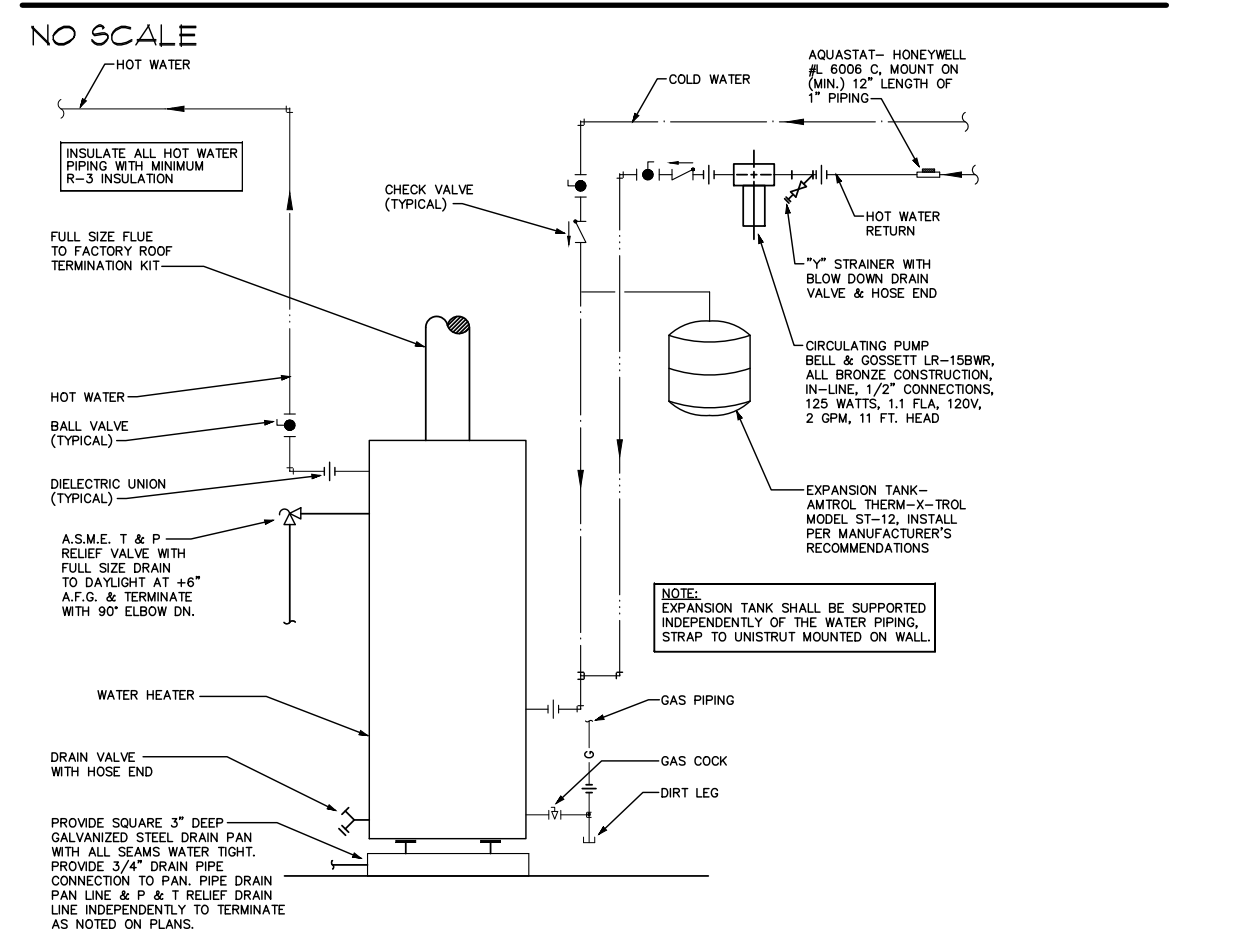 NO SCALE
HOT WATER
INSULATE ALL HOT WATER
PIPING WITH MINIMUM
R-3 INSULATION
FULL SIZE FLUE
TO FACTORY ROOF
TERMINATION KIT
HOT WATER
BALL VALVE
(TYPICAL)
DIELECTRIC UNION
(TYPICAL)
A.S.M.E. T & P
RELIEF VALVE WITH
FULL SIZE DRAIN
TO DAYLIGHT AT +6"
A.F.G. & TERMINATE
WITH 90° ELBOW DN.
WATER HEATER
DRAIN VALVE
WITH HOSE END
PROVIDE SQUARE 3" DEEP
GALVANIZED STEEL DRAIN PAN
WITH ALL SEAMS WATER TIGHT.
PROVIDE 3/4" DRAIN PIPE
CONNECTION TO PAN. PIPE DRAIN
PAN LINE & P & T RELIEF DRAIN
LINE INDEPENDENTLY TO TERMINATE
AS NOTED ON PLANS.
CHECK VALVE
(TYPICAL)
COLD WATER
AQUASTAT- HONEYWELL
#L 6006 C, MOUNT ON
(MIN.) 12" LENGTH OF
1" PIPING
HOT WATER
RETURN
"Y" STRAINER WITH
BLOW DOWN DRAIN
VALVE & HOSE END
CIRCULATING PUMP
BELL & GOSSETT LR-15BWR,
ALL BRONZE CONSTRUCTION,
IN-LINE, 1/2" CONNECTIONS,
125 WATTS, 1.1 FLA, 120V,
2 GPM, 11 FT. HEAD
EXPANSION TANK-
AMTROL THERM-X-TROL
MODEL ST-12, INSTALL
PER MANUFACTURER'S
RECOMMENDATIONS
NOTE:
EXPANSION TANK SHALL BE SUPPORTED
INDEPENDENTLY OF THE WATER PIPING,
STRAP TO UNISTRUT MOUNTED ON WALL.
GAS PIPING
G
GAS COCK
DIRT LEG